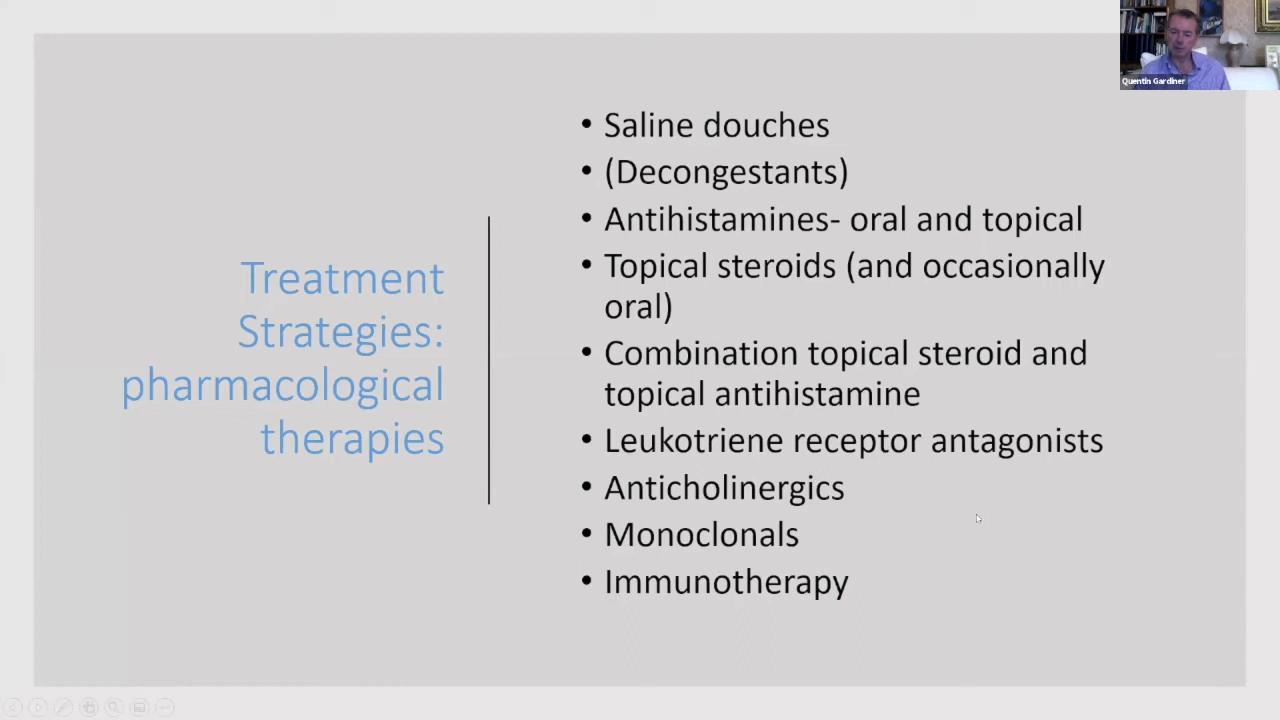 Quentin Gardiner
Treatment
Strategies:
pharmacological
therapies
• Saline douches
• (Decongestants)
• Antihistamines- oral and topical
• Topical steroids (and occasionally
oral)
• Combination topical steroid and
topical antihistamine
• Leukotriene receptor antagonists
• Anticholinergics
• Monoclonals
• Immunotherapy